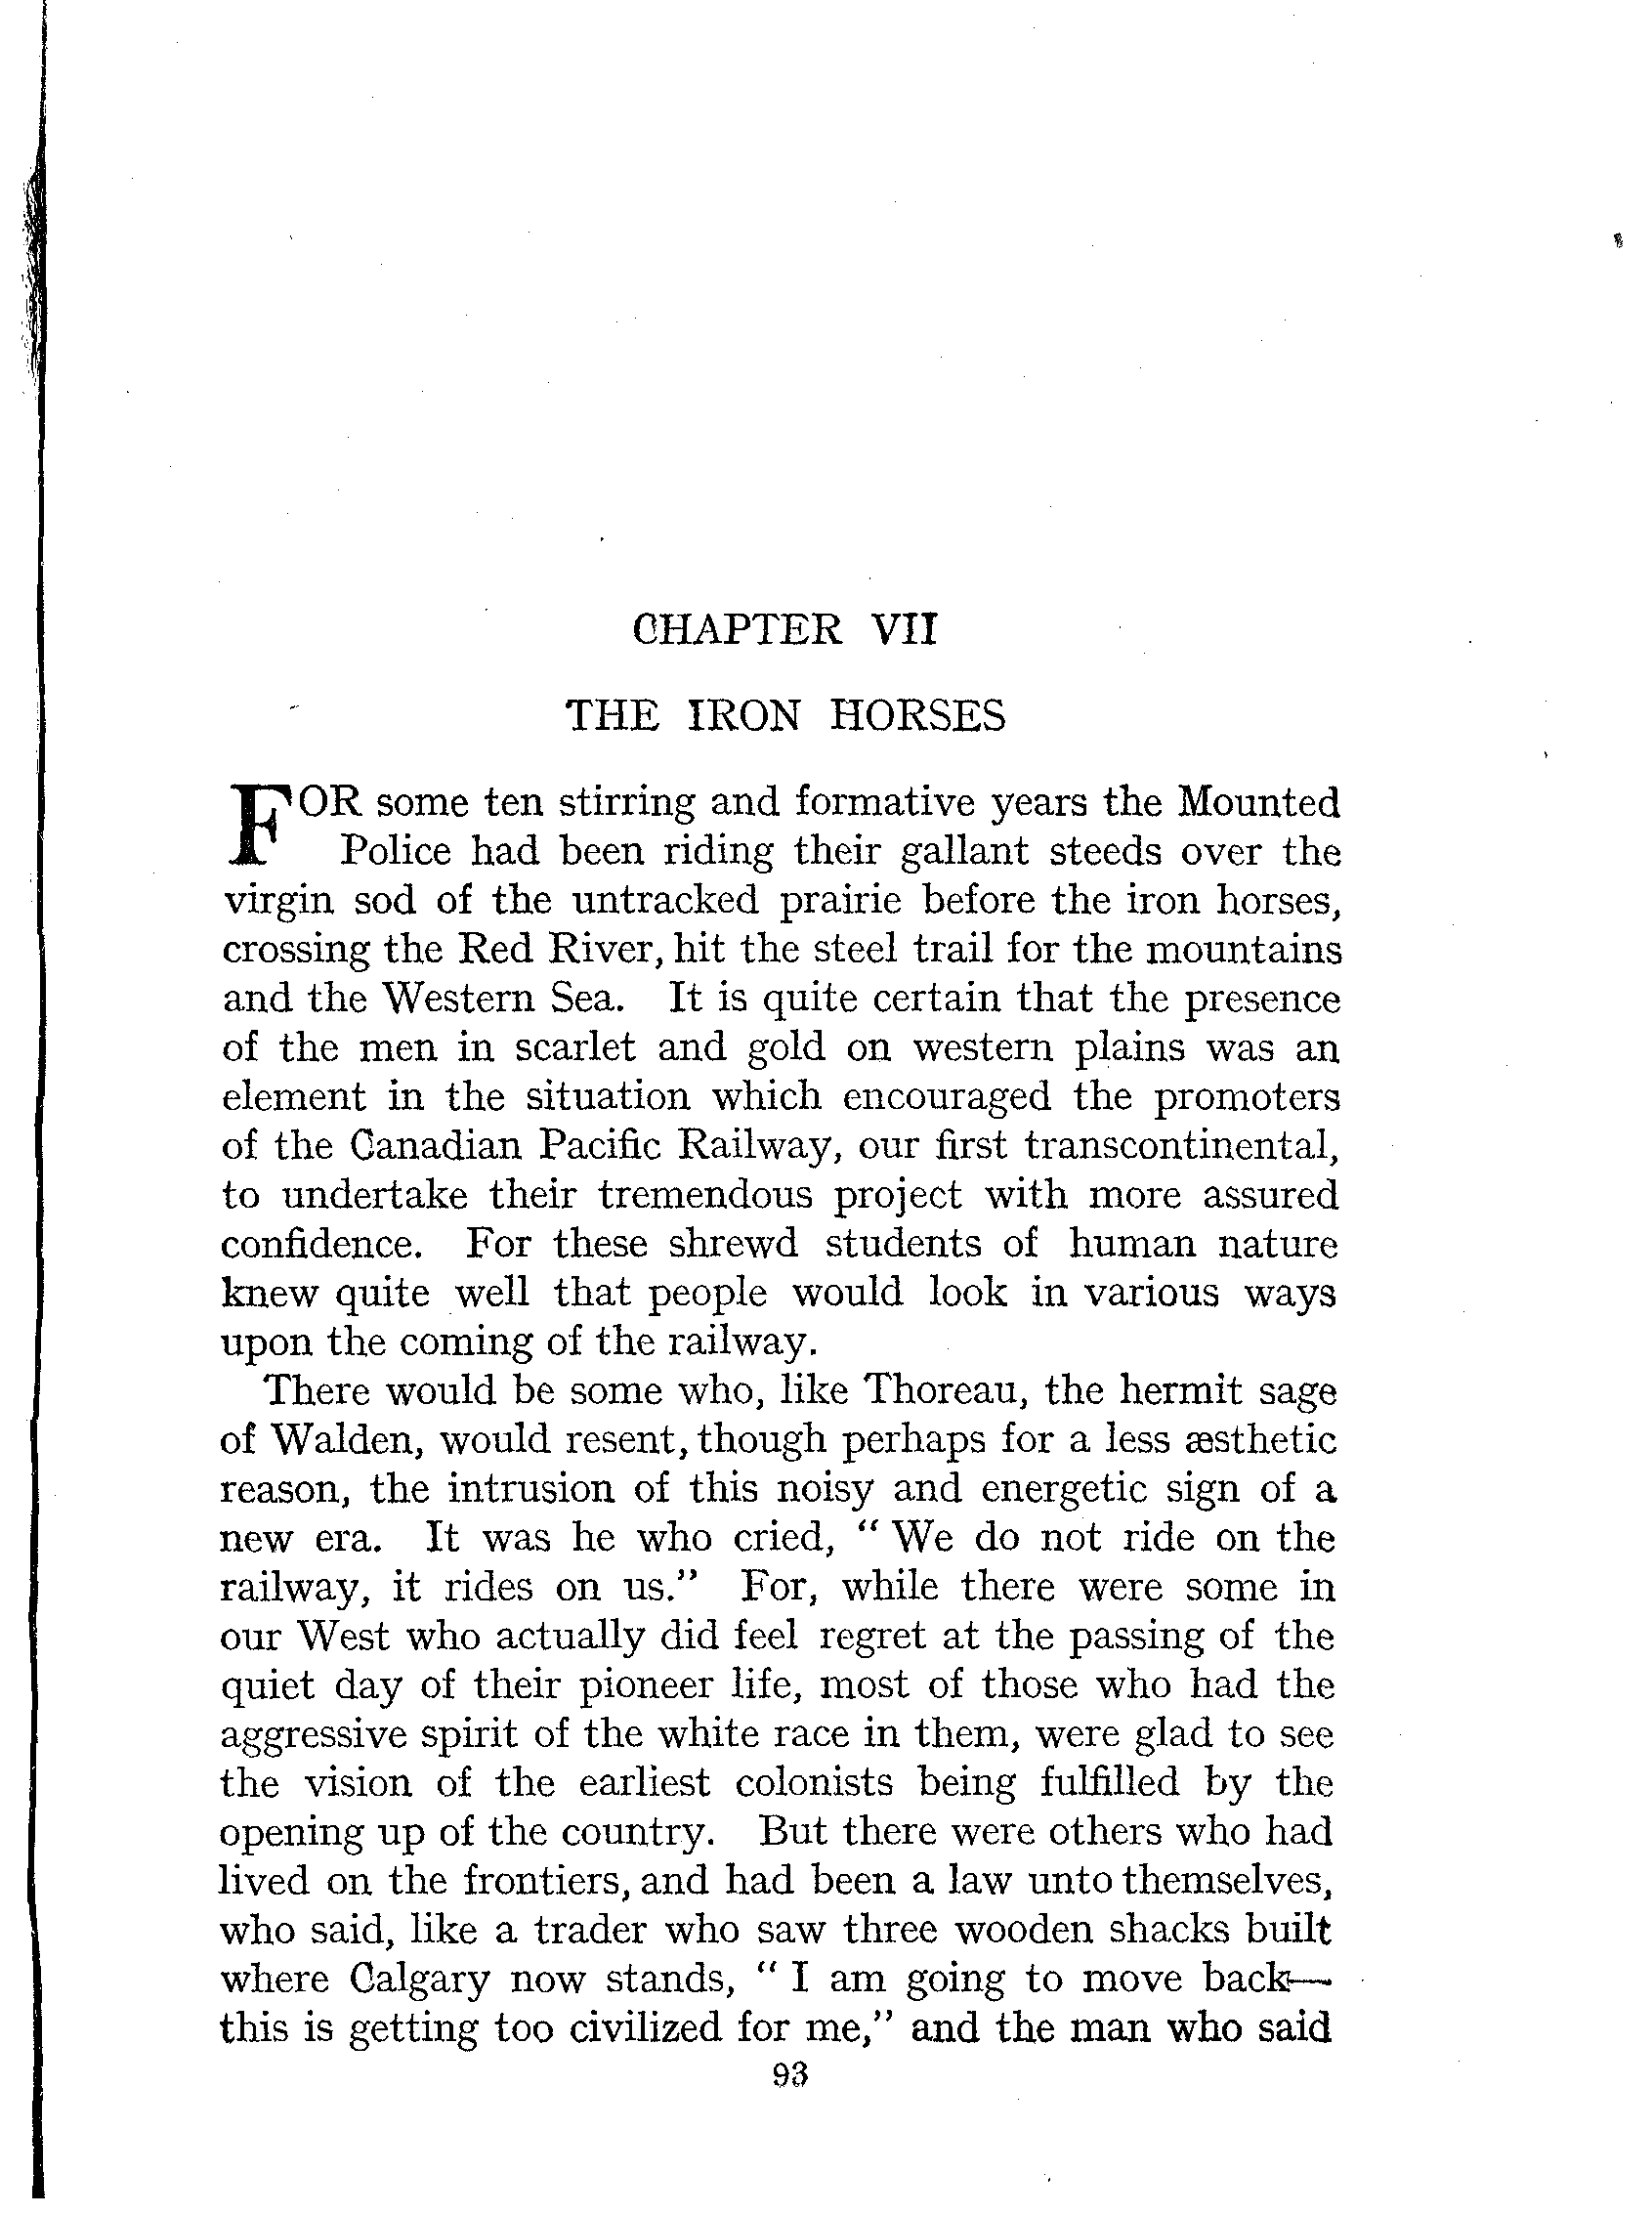 CHAPTER VII
THE IRON HORSES
FOR some ten stirring and formative years the Mounted
Police had been riding their gallant steeds over the
virgin sod of the untracked prairie before the iron horses,
crossing the Red River, hit the steel trail for the mountains
and the Western Sea. It is quite certain that the presence
of the men in scarlet and gold on western plains was an
element in the situation which encouraged the promoters
of the Canadian Pacific Railway, our first transcontinental,
to undertake their tremendous project with more assured
confidence. For these shrewd students of human nature
knew quite well that people would look in various ways
upon the coming of the railway.
There would be some who, like Thoreau, the hermit sage
of Walden, would resent, though perhaps for a less æsthetic
reason, the intrusion of this noisy and energetic sign of a
new era. It was he who cried, “ We do not ride on the
railway, it rides on us.” For, while there were some in
our West who actually did feel regret at the passing of the
quiet day of their pioneer life, most of those who had the
aggressive spirit of the white race in them, were glad to see
the vision of the earliest colonists being fulfilled by the
opening up of the country. But there were others who had
lived on the frontiers, and had been a law unto themselves,
who said, like a trader who saw three wooden shacks built
where Calgary now stands, “ I am going to move back—
this is getting too civilized for me,” and the man who said
93